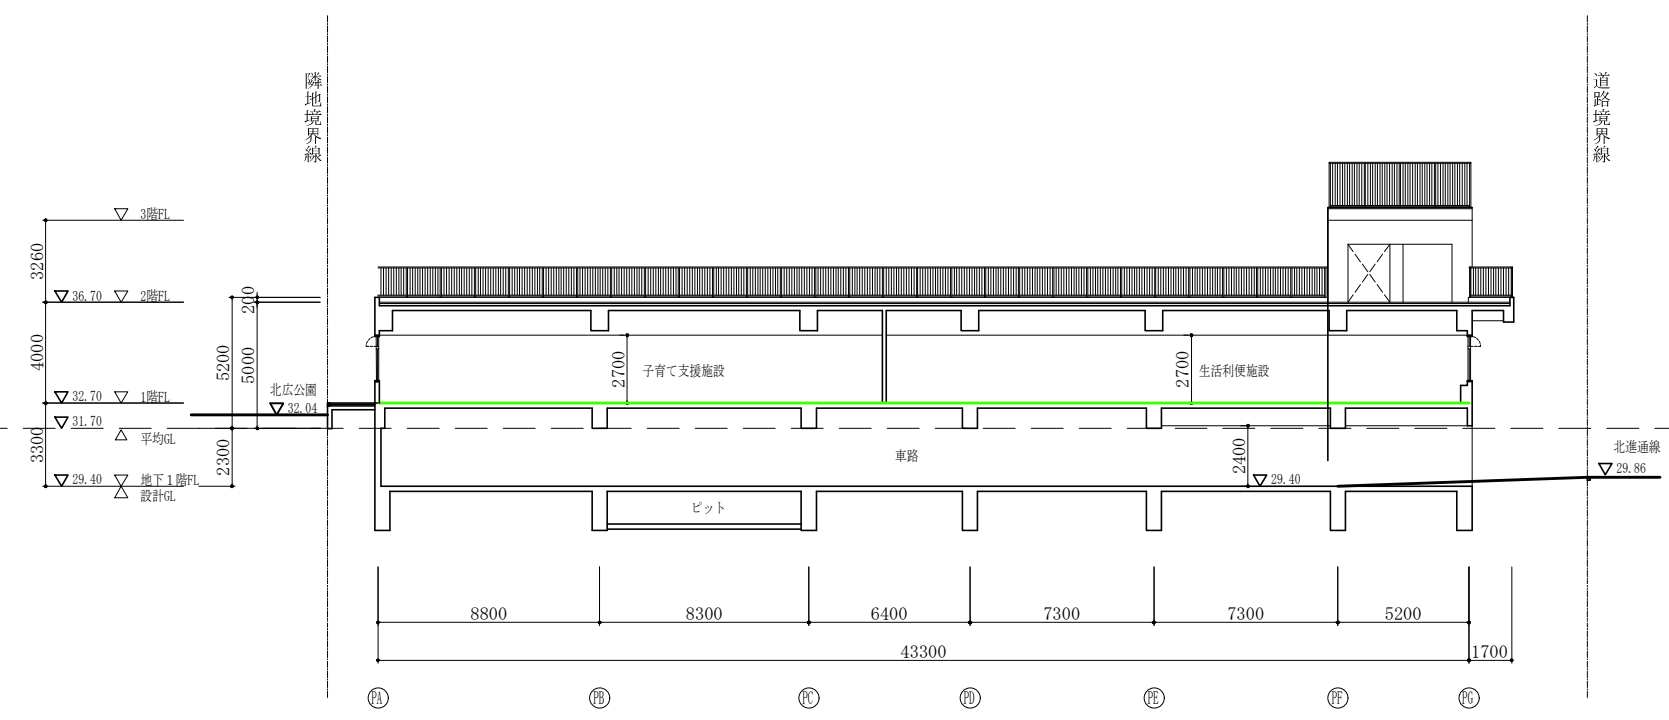 隣地境界線
道路境界線
3階FL
3260
36.70
2階FL
200
4000
5200
5000
2700
子育て支援施設
2700
生活利便施設
32.70
1階FL
北広公園
32.04
31.70
平均GL
3300
2300
車路
2400
北進通線
29.86
29.40
地下1階FL
設計GL
29.40
ピット
8800
8300
6400
7300
7300
5200
43300
1700
PA
PB
PC
PD
PE
PF
PG